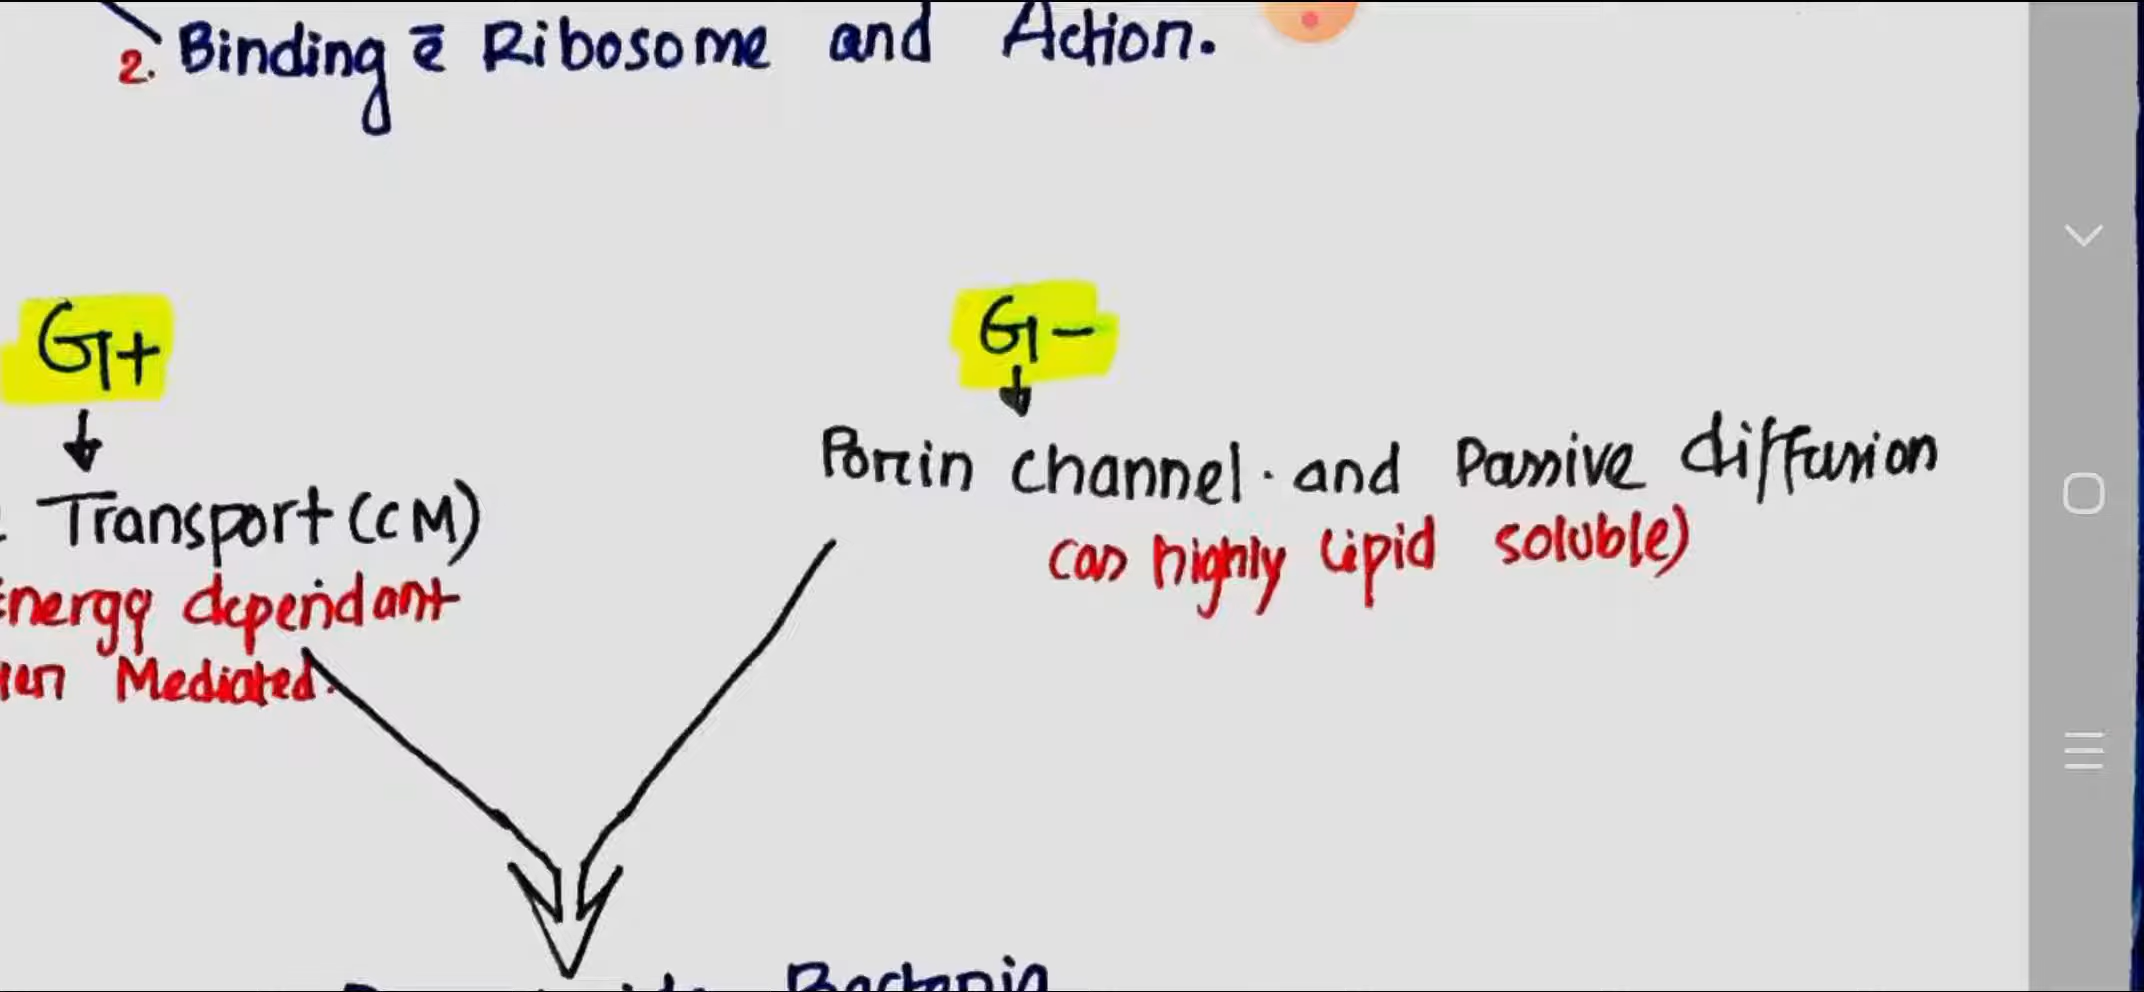 2. Binding c̄ Ribosome and Action.
G+
G-
Porin channel. and Passive diffusion
Transport (CM)
(as highly lipid soluble)
Energy dependant
Mediated.
Bacteria